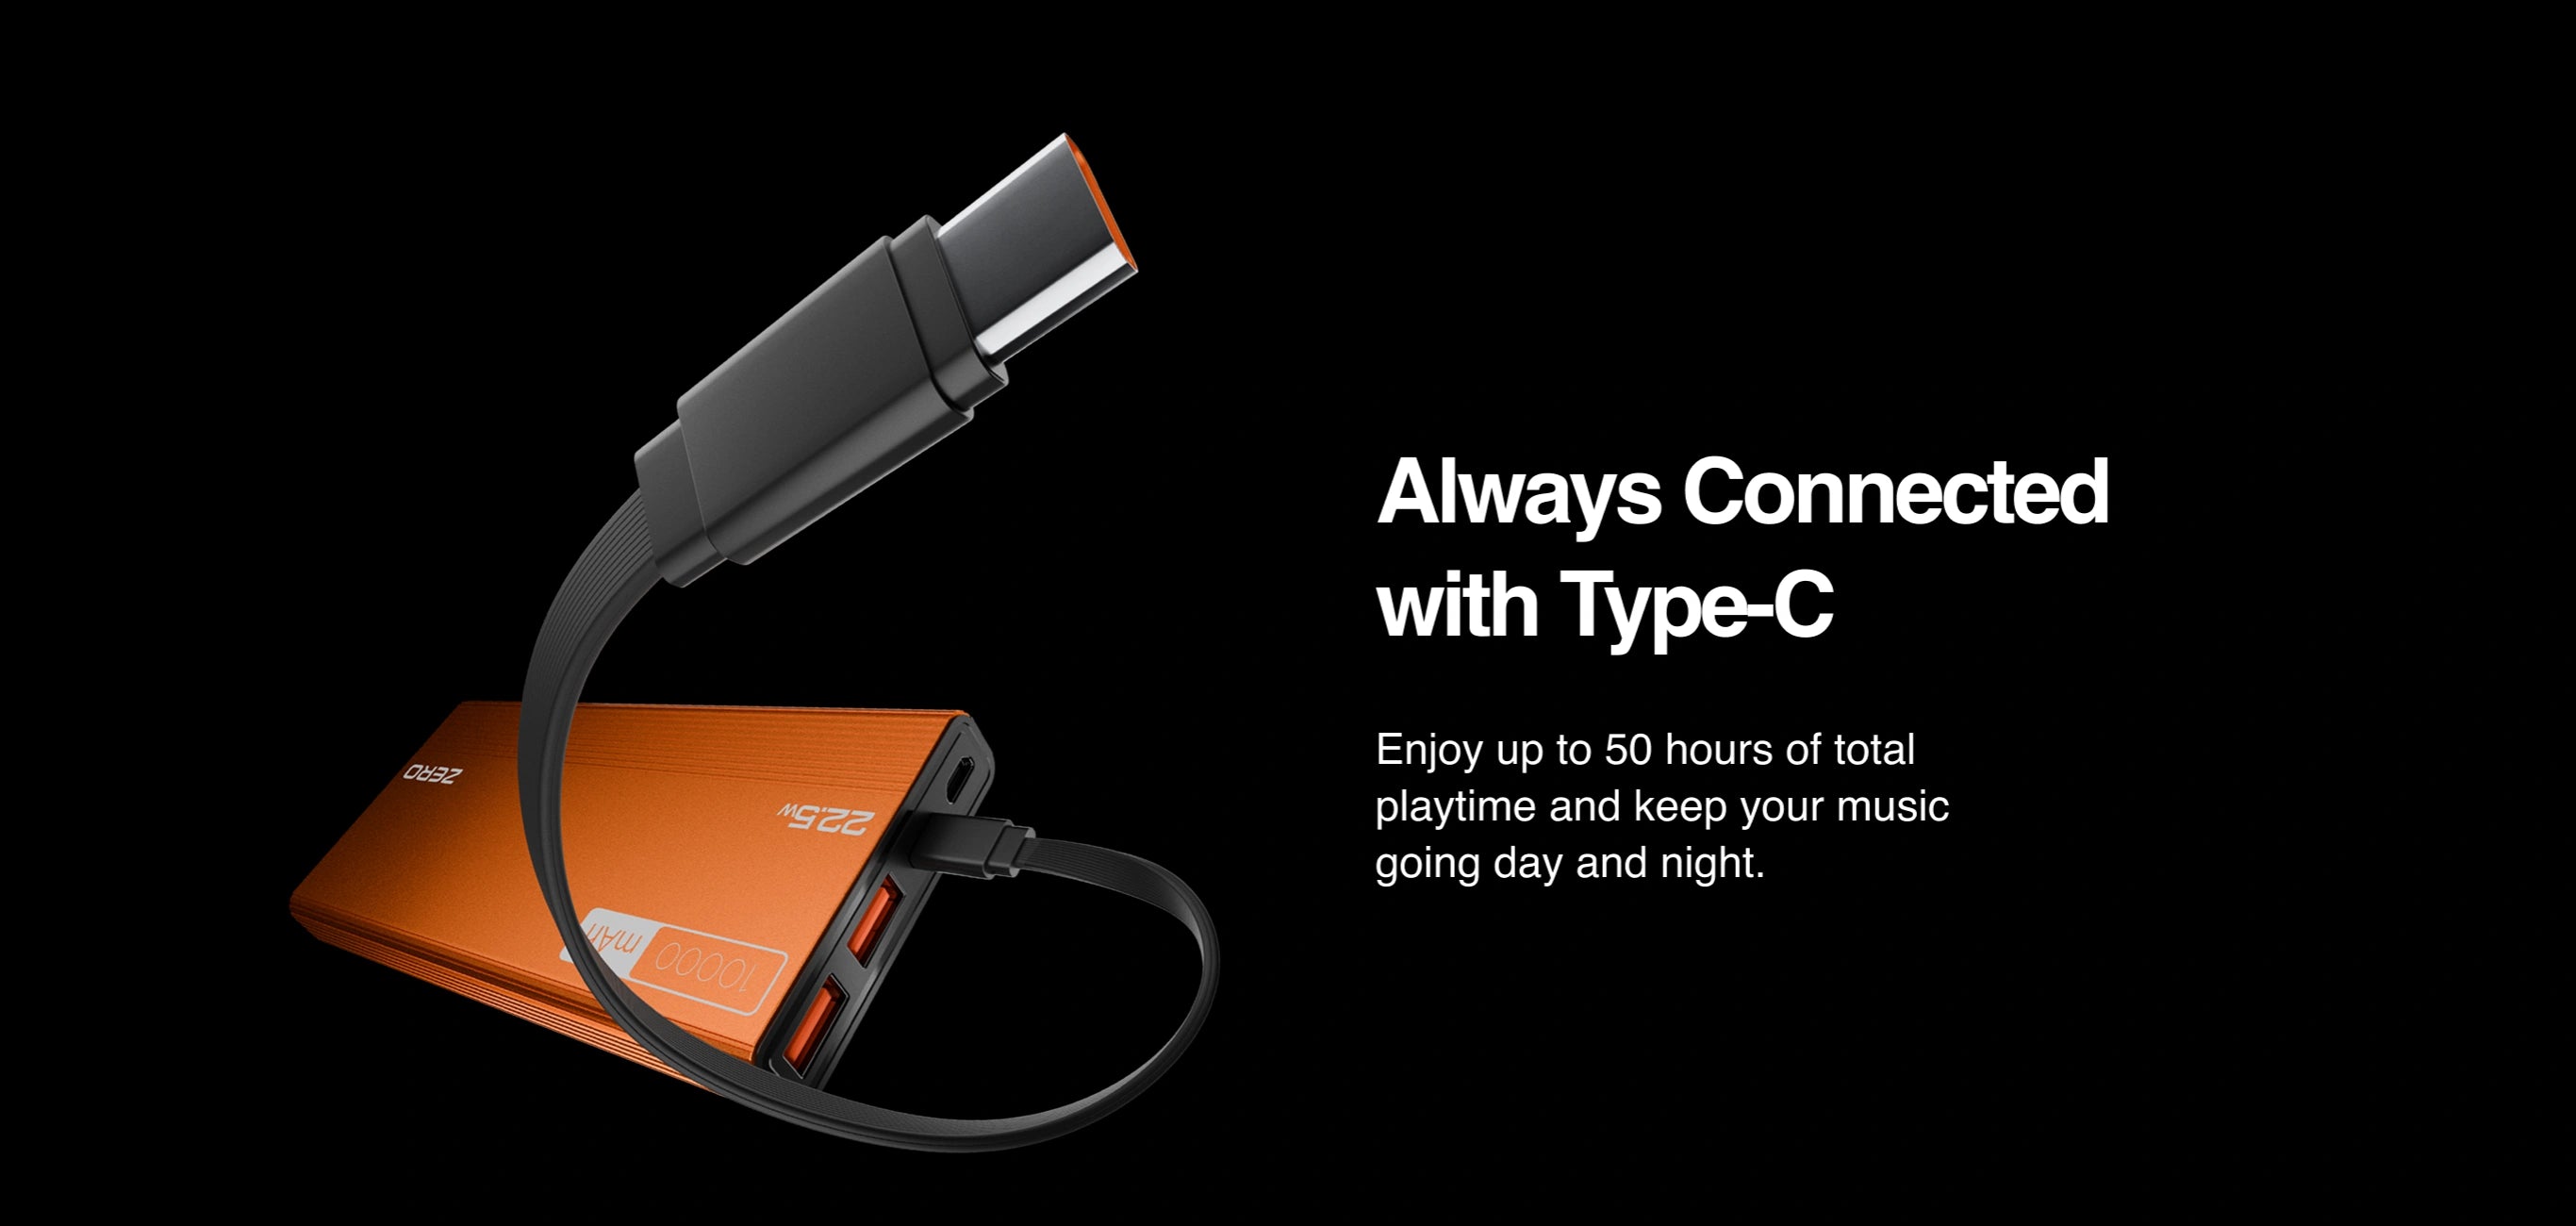 Always Connected
with Type-C
Enjoy up to 50 hours of total
playtime and keep your music
going day and night.
ZERO
22.5W
10000 mAh